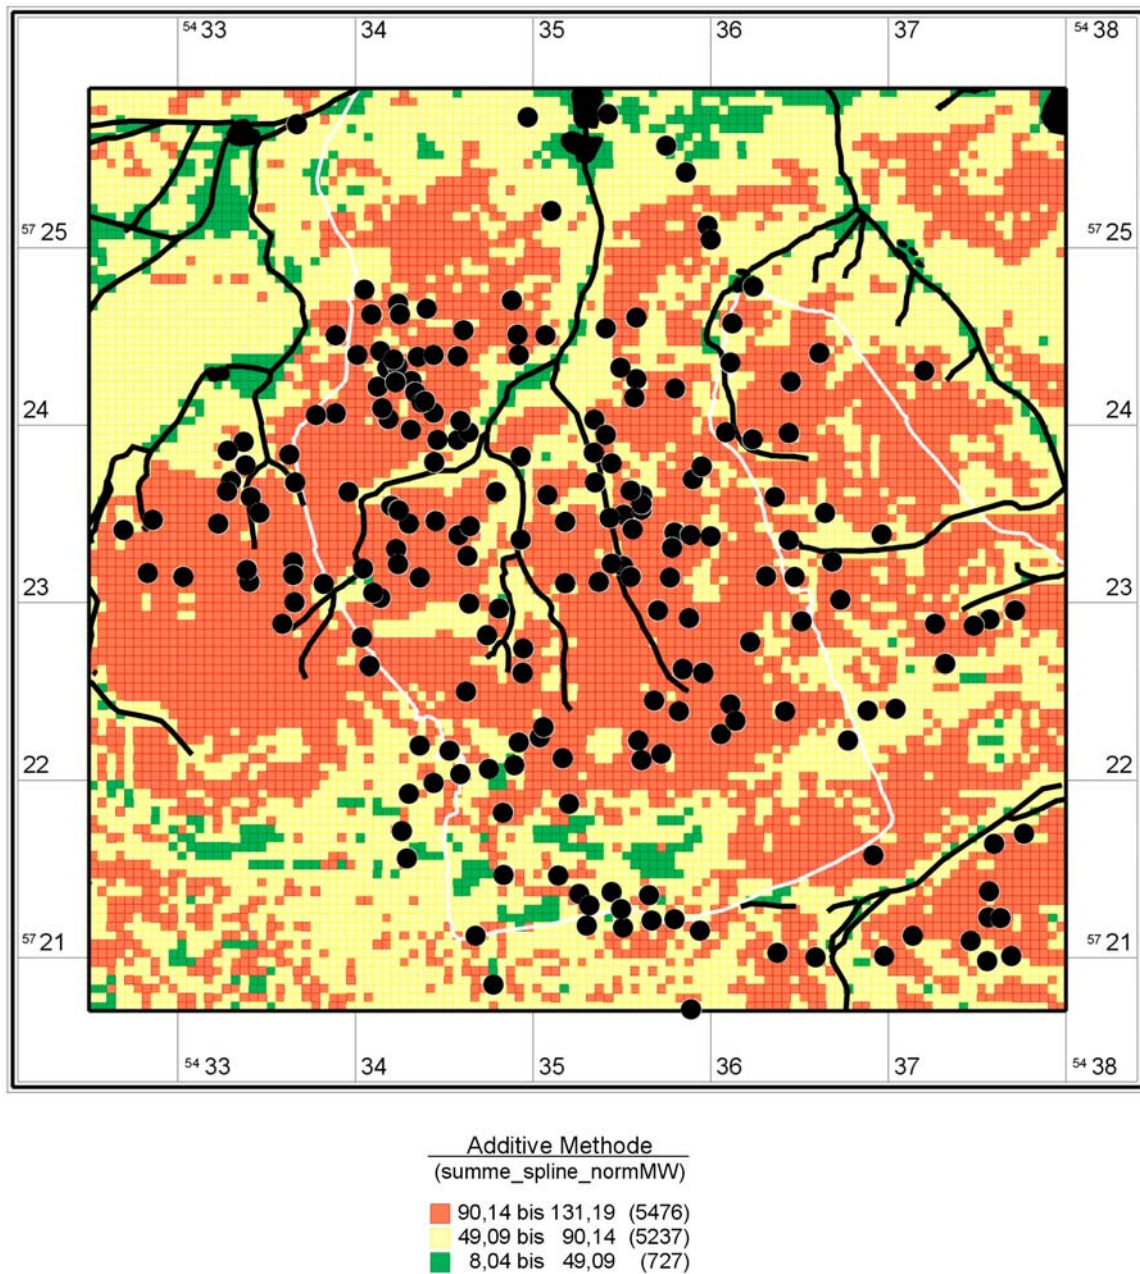 54 33 34 35 36 37 54 38
57 25 57 25
24 24
23 23
22 22
57 21 57 21
54 33 34 35 36 37 54 38
Additive Methode
(summe_spline_normMW)
90,14 bis 131,19 (5476)
49,09 bis 90,14 (5237)
8,04 bis 49,09 (727)